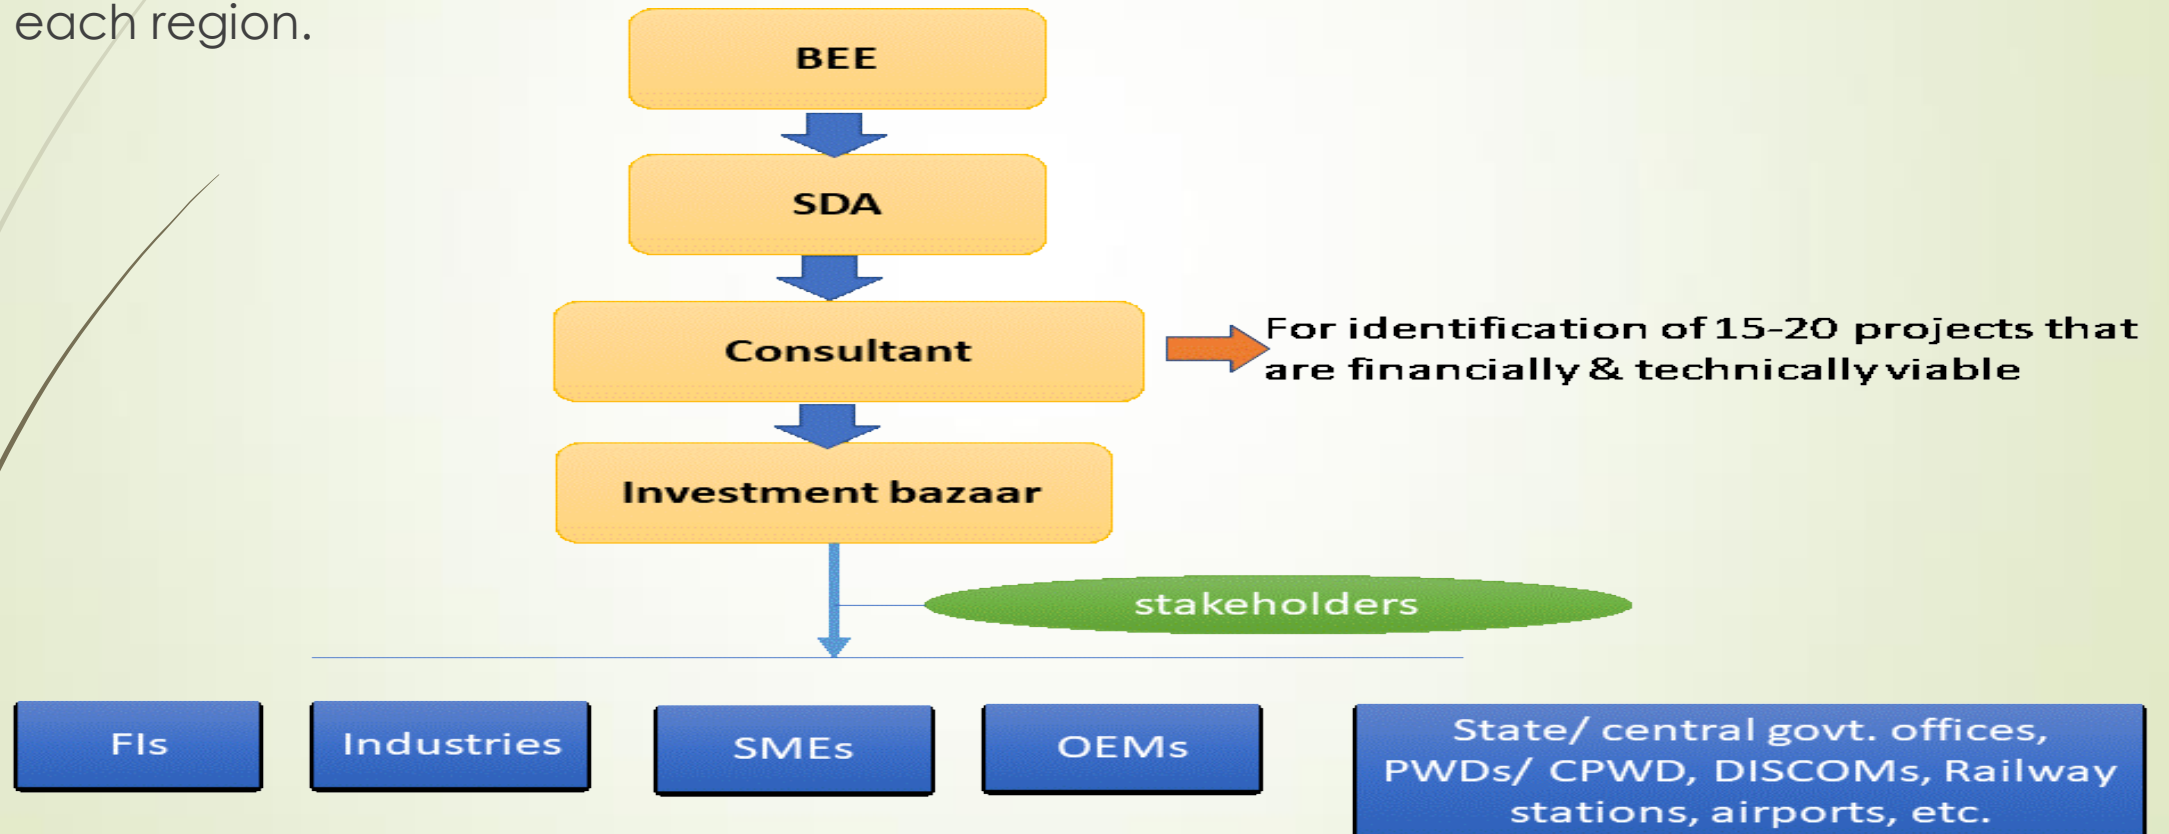 each region.
BEE
SDA
Consultant
For identification of 15-20 projects that
are financially & technically viable
Investment bazaar
stakeholders
FIs
Industries
SMEs
OEMs
State/ central govt. offices,
PWDs/ CPWD, DISCOMs, Railway
stations, airports, etc.